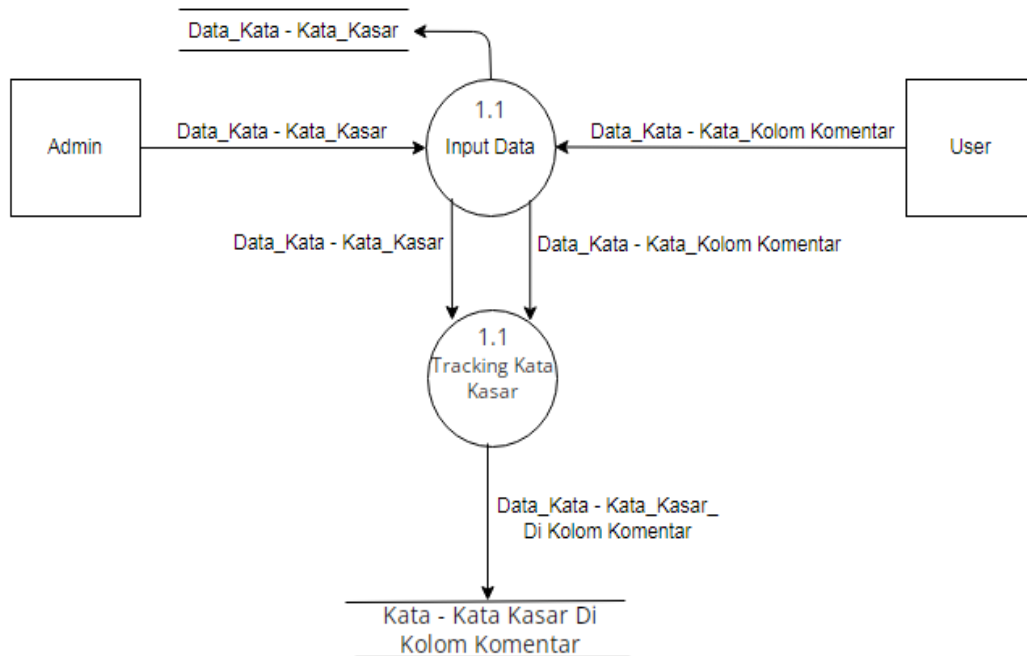 Data_Kata - Kata_Kasar
Admin
Data_Kata - Kata_Kasar
1.1
Input Data
Data_Kata - Kata_Kolom Komentar
User
Data_Kata - Kata_Kasar
Data_Kata - Kata_Kolom Komentar
1.1
Tracking Kata
Kasar
Data_Kata - Kata_Kasar_
Di Kolom Komentar
Kata - Kata Kasar Di
Kolom Komentar